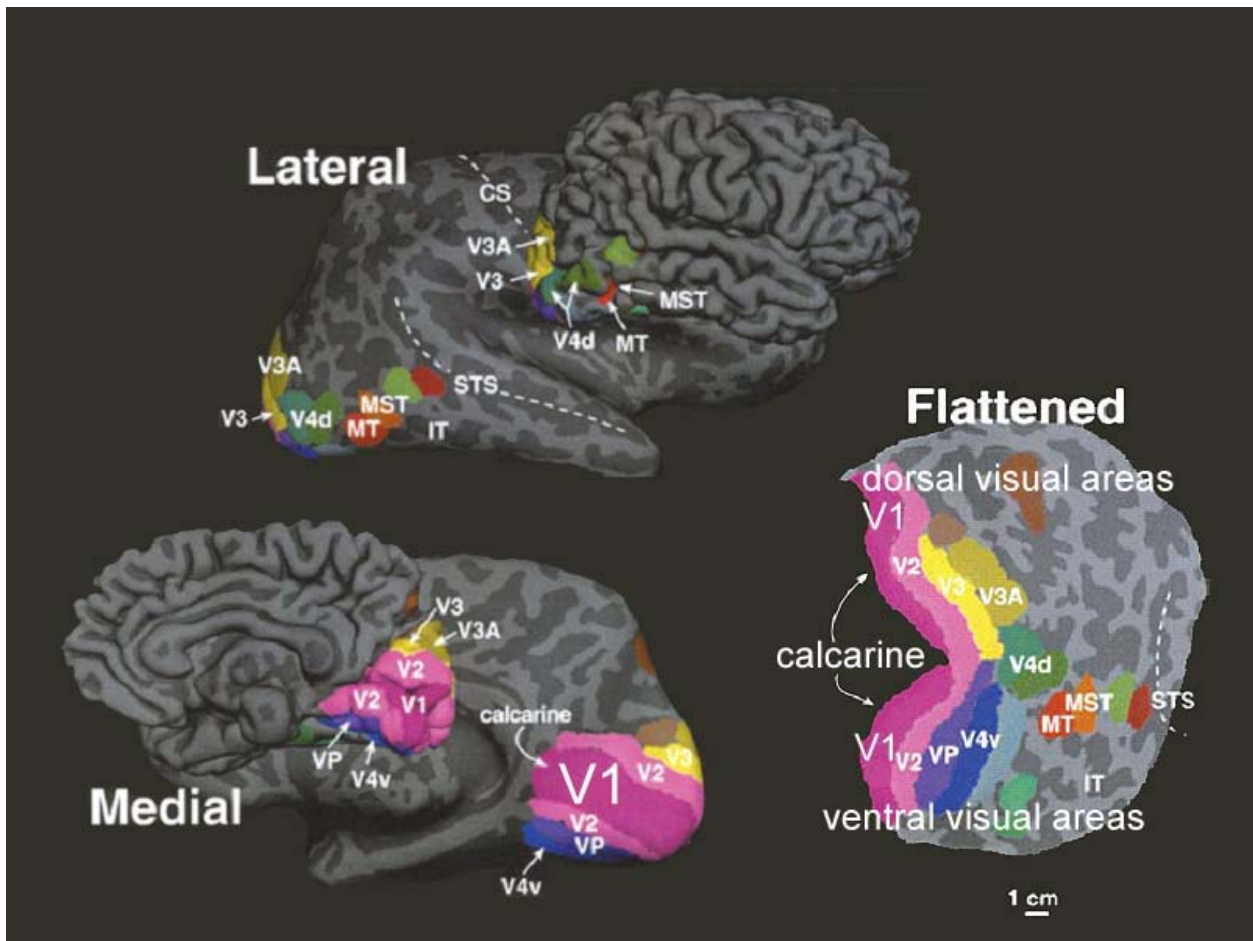 Lateral
CS
V3A
V3
MST
V4d
MT
V3A
STS
V3
V4d
MST
MT
IT
Flattened
dorsal visual areas
V1
V2
V3
V3A
calcarine
V4d
MST
STS
MT
V1
V2
VP
V4v
IT
ventral visual areas
1 cm
V3
V3A
V2
V2
V1
calcarine
VP
V4v
Medial
V1
V2
V3
V2
VP
V4v